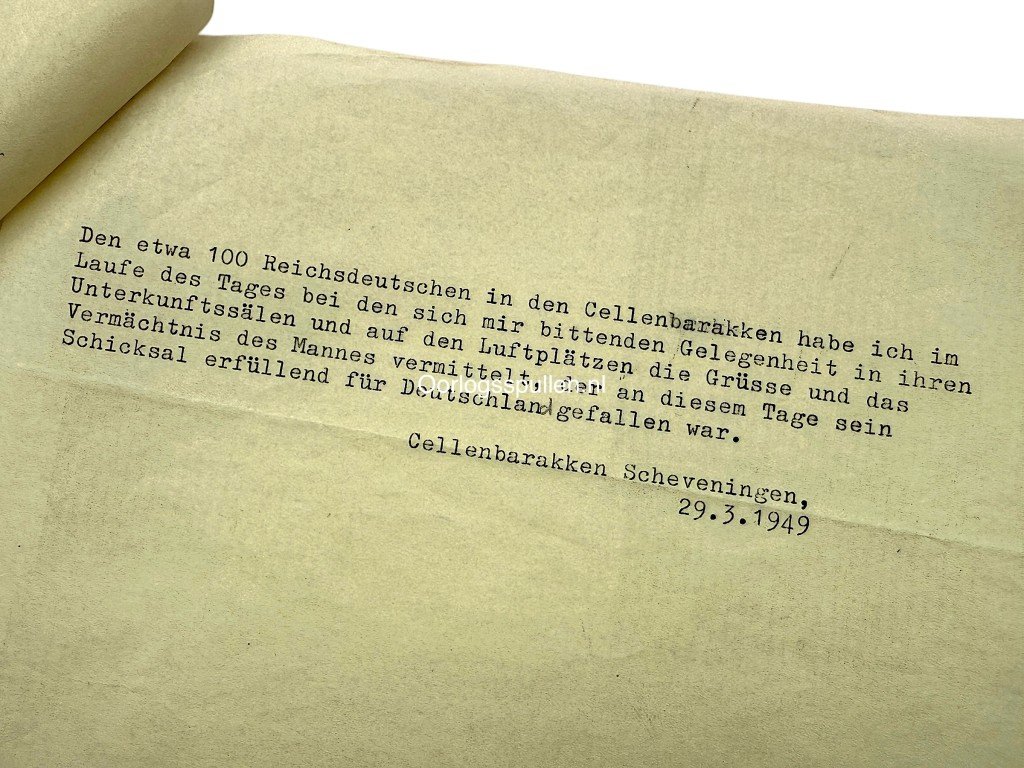 Den etwa 100 Reichsdeutschen in den Cellenbarakken habe ich im
Laufe des Tages bei den sich mir bittenden Gelegenheit in ihren
Unterkunftssälen und auf den Luftplätzen die Grüsse und das
Vermächtnis des Mannes vermittelt, der an diesem Tage sein
Schicksal erfüllend für Deutschland gefallen war.
Oorlogsspullen.nl
Cellenbarakken Scheveningen,
29.3.1949